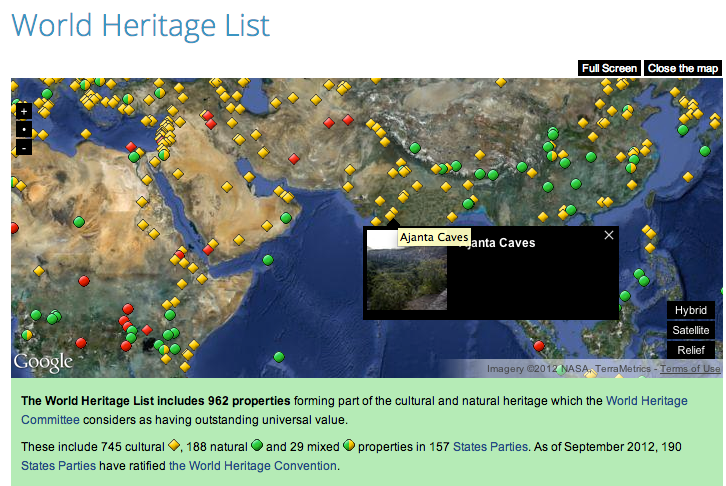 World Heritage List
Full Screen Close the map
+
-
Ajanta Caves
Ajanta Caves
Hybrid
Satellite
Relief
Google
Imagery ©2012 NASA, TerraMetrics - Terms of Use
The World Heritage List includes 962 properties forming part of the cultural and natural heritage which the World Heritage
Committee considers as having outstanding universal value.
These include 745 cultural , 188 natural and 29 mixed properties in 157 States Parties. As of September 2012, 190
States Parties have ratified the World Heritage Convention.